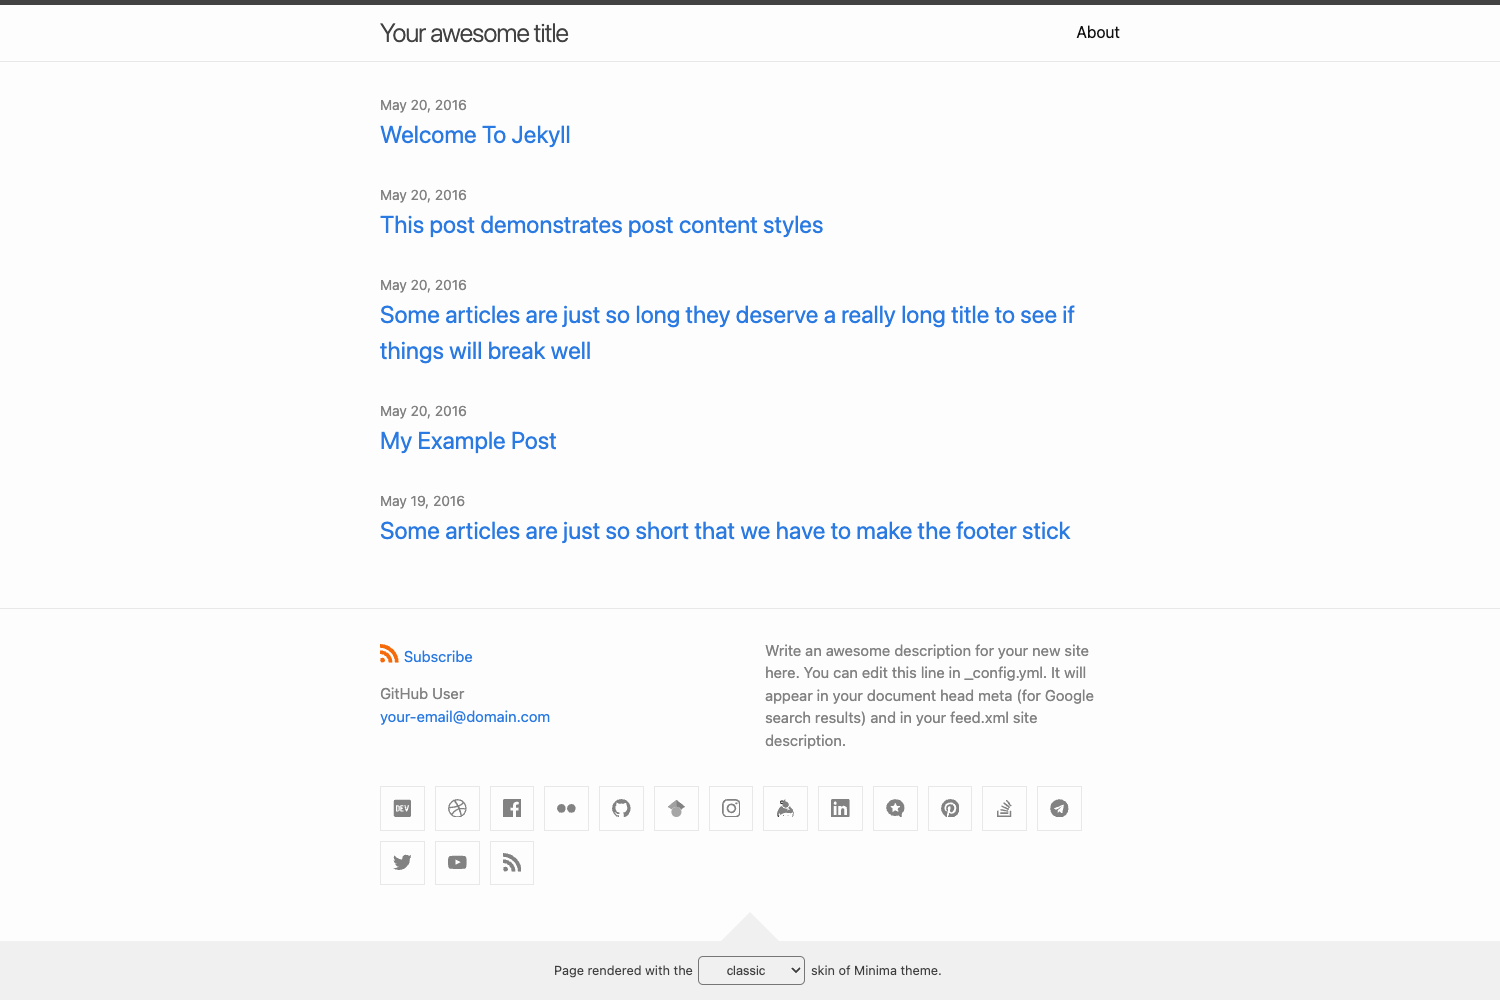 Your awesome title
About
May 20, 2016
Welcome To Jekyll
May 20, 2016
This post demonstrates post content styles
May 20, 2016
Some articles are just so long they deserve a really long title to see if
things will break well
May 20, 2016
My Example Post
May 19, 2016
Some articles are just so short that we have to make the footer stick
Subscribe
GitHub User
your-email@domain.com
Write an awesome description for your new site
here. You can edit this line in _config.yml. It will
appear in your document head meta (for Google
search results) and in your feed.xml site
description.
DEV
Page rendered with the classic skin of Minima theme.